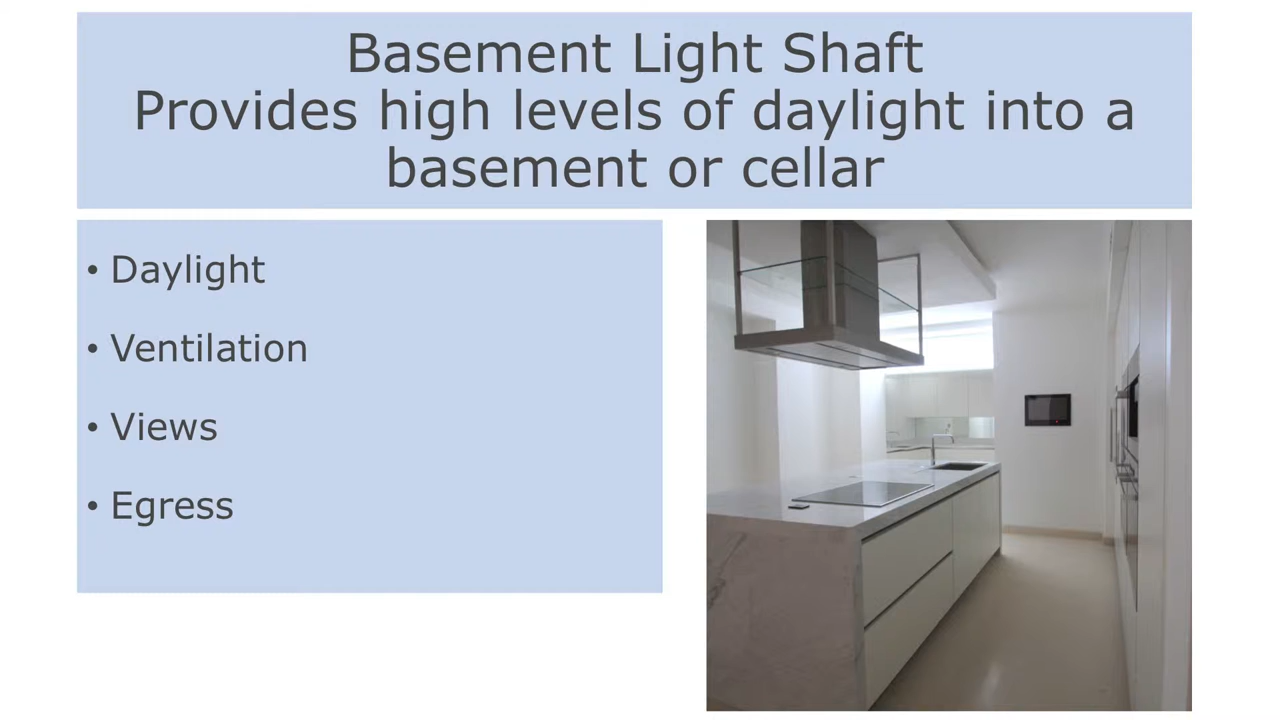 Basement Light Shaft
Provides high levels of daylight into a
basement or cellar
• Daylight
• Ventilation
• Views
• Egress